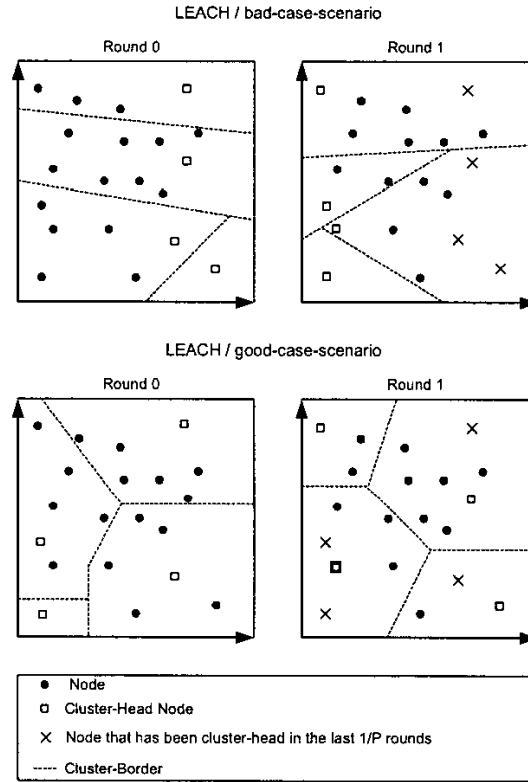 LEACH / bad-case-scenario
Round 0 Round 1
LEACH / good-case-scenario
Round 0 Round 1
Node
Cluster-Head Node
Node that has been cluster-head in the last 1/P rounds
Cluster-Border